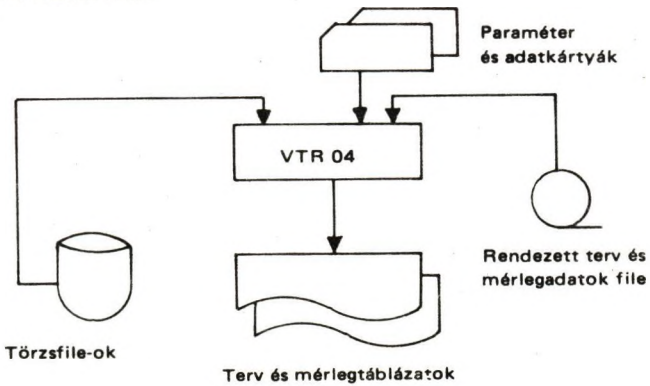 Paraméter
és adatkártyák
VTR 04
Rendezett terv és
mérlegadatok file
Törzsfile-ok
Terv és mérlegtáblázatok